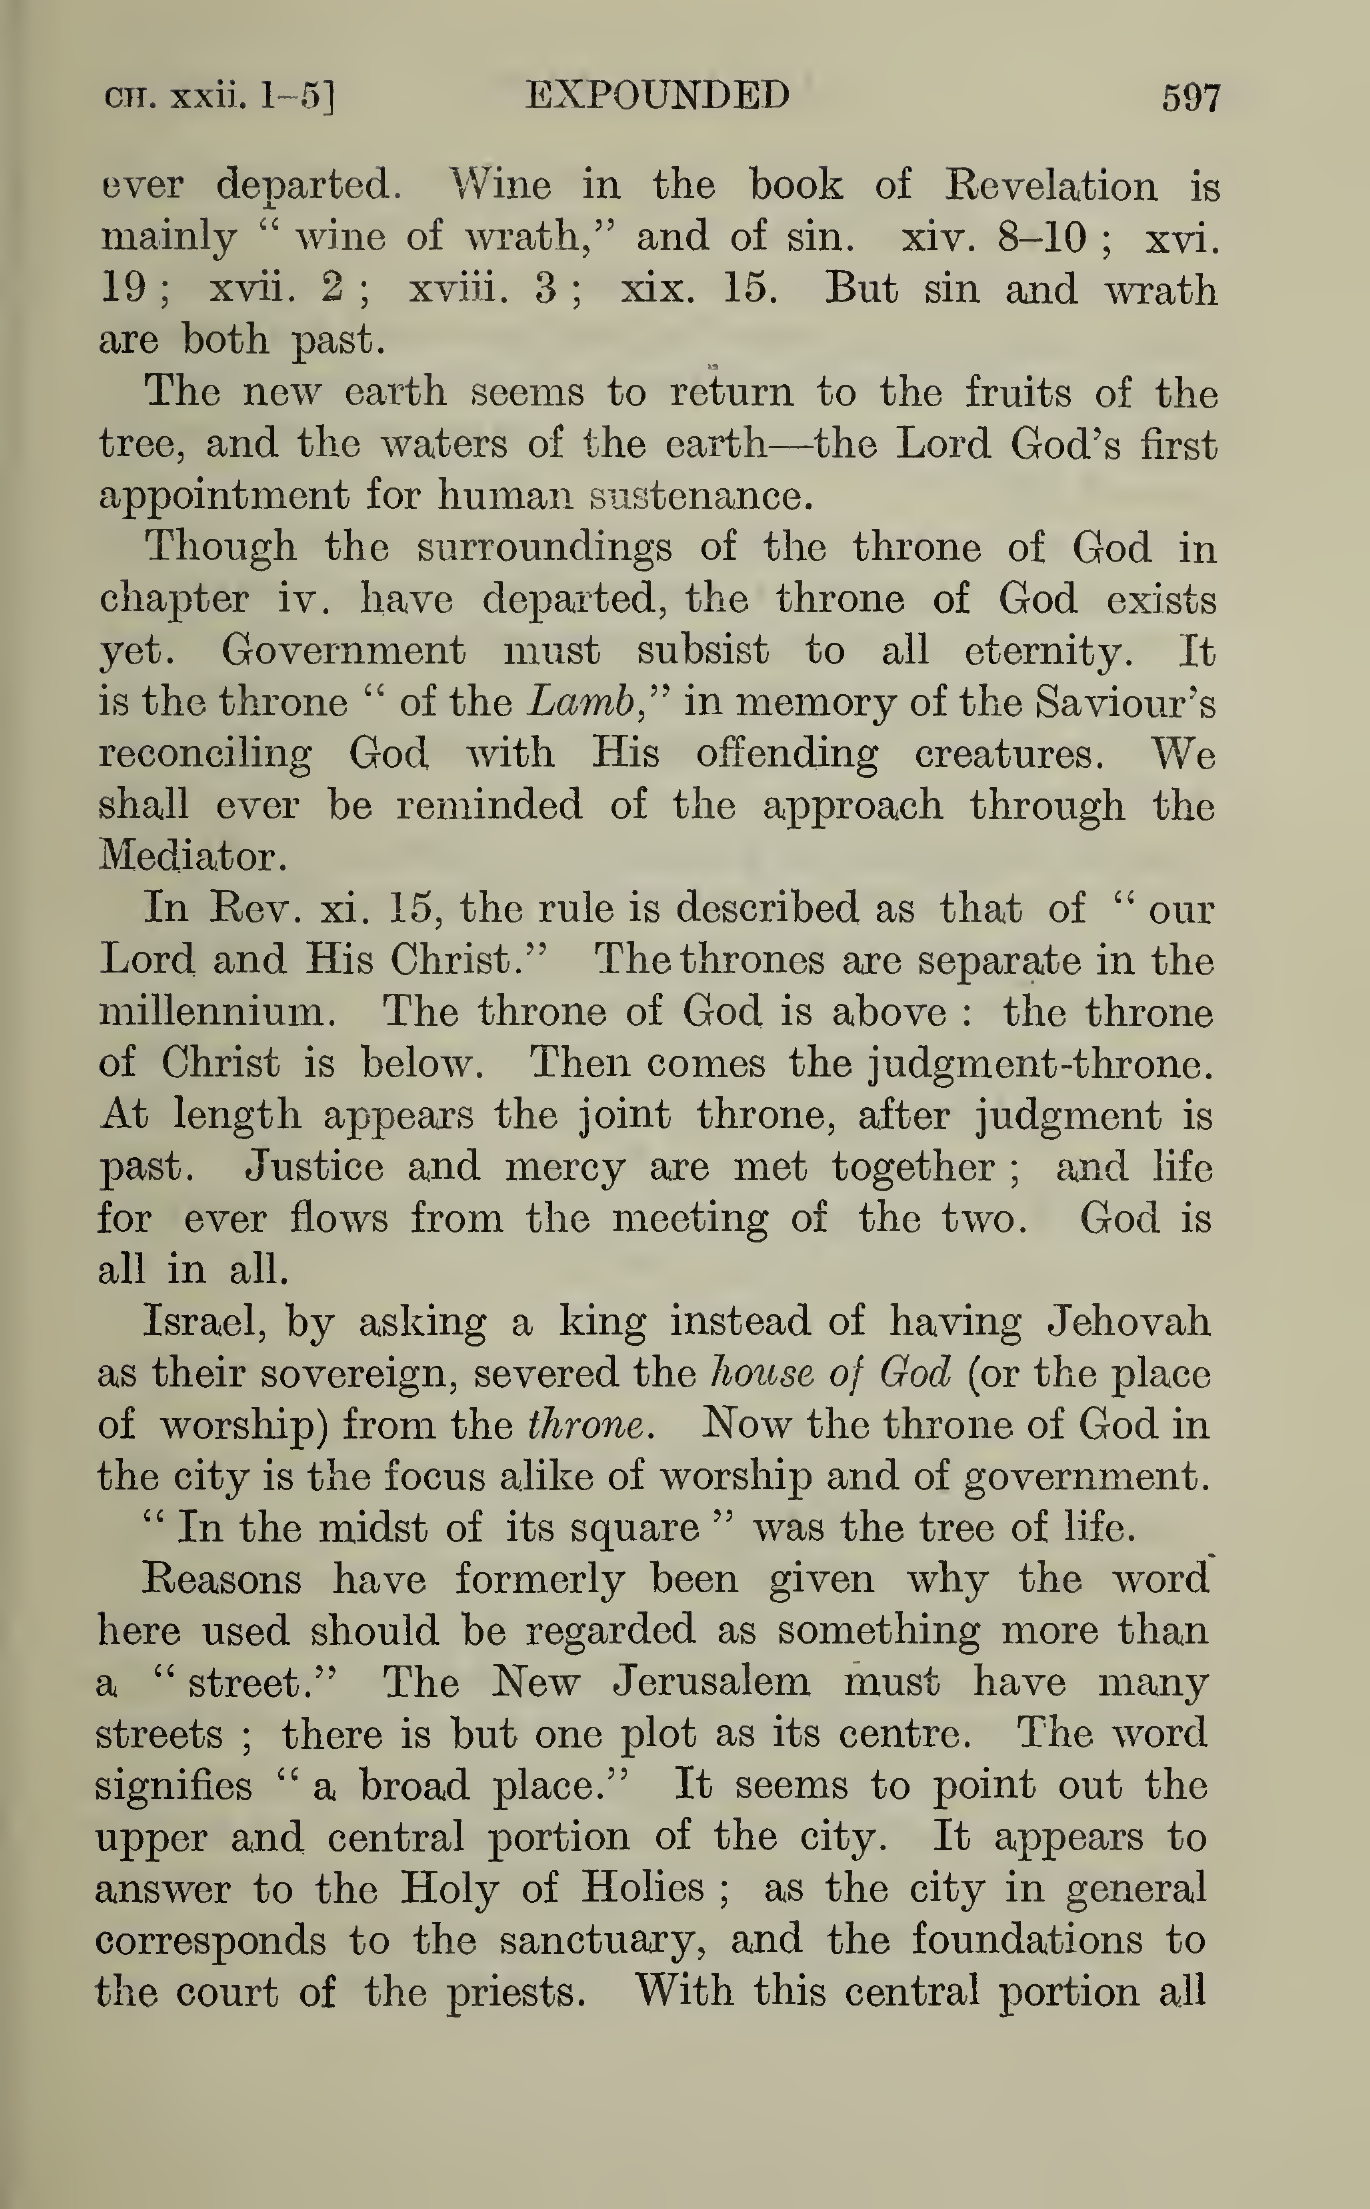 CH. xxii. 1-5] EXPOUNDED 597
ever departed. Wine in the book of Revelation is
mainly “ wine of wrath,” and of sin. xiv. 8–10 ; xvi.
19 ; xvii. 2 ; xviii. 3 ; xix. 15. But sin and wrath
are both past.
The new earth seems to return to the fruits of the
tree, and the waters of the earth—the Lord God’s first
appointment for human sustenance.
Though the surroundings of the throne of God in
chapter iv. have departed, the throne of God exists
yet. Government must subsist to all eternity. It
is the throne “ of the Lamb,” in memory of the Saviour’s
reconciling God with His offending creatures. We
shall ever be reminded of the approach through the
Mediator.
In Rev. xi. 15, the rule is described as that of “ our
Lord and His Christ.” The thrones are separate in the
millennium. The throne of God is above : the throne
of Christ is below. Then comes the judgment-throne.
At length appears the joint throne, after judgment is
past. Justice and mercy are met together ; and life
for ever flows from the meeting of the two. God is
all in all.
Israel, by asking a king instead of having Jehovah
as their sovereign, severed the house of God (or the place
of worship) from the throne. Now the throne of God in
the city is the focus alike of worship and of government.
“ In the midst of its square ” was the tree of life.
Reasons have formerly been given why the word
here used should be regarded as something more than
a “ street.” The New Jerusalem must have many
streets ; there is but one plot as its centre. The word
signifies “ a broad place.” It seems to point out the
upper and central portion of the city. It appears to
answer to the Holy of Holies ; as the city in general
corresponds to the sanctuary, and the foundations to
the court of the priests. With this central portion all